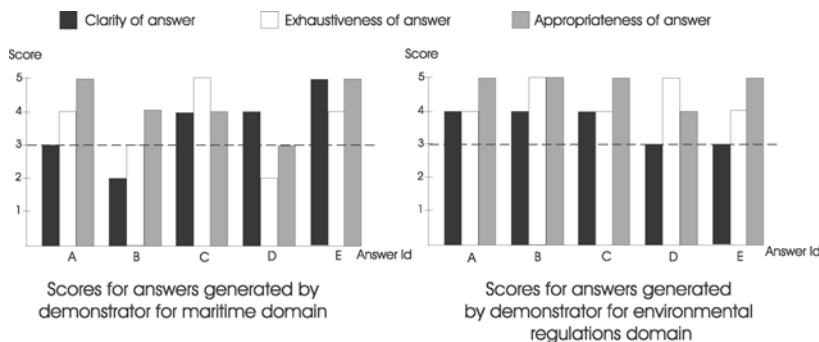 Clarity of answer Exhaustiveness of answer Appropriateness of answer
Score
5
4
3
2
1
A B C D E Answer Id
Scores for answers generated by
demonstrator for maritime domain
Score
5
4
3
2
1
A B C D E Answer Id
Scores for answers generated
by demonstrator for environmental
regulations domain